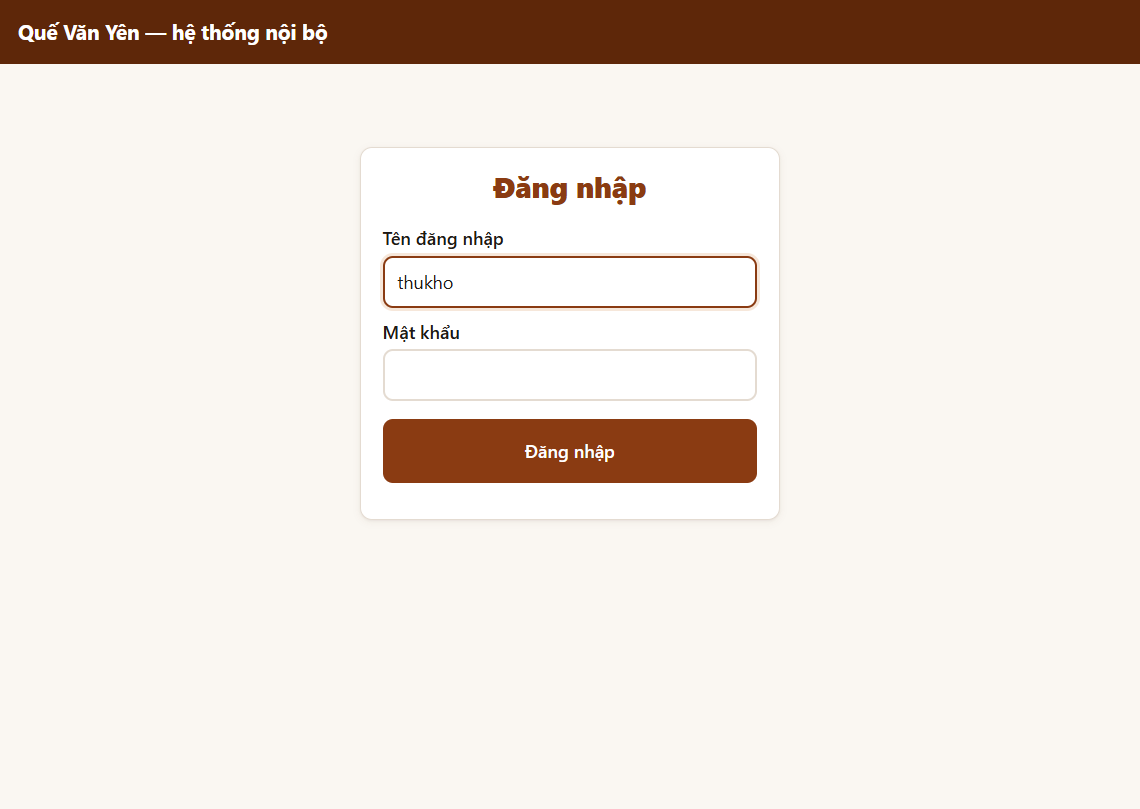 Quế Văn Yên — hệ thống nội bộ
Đăng nhập
Tên đăng nhập
thukho
Mật khẩu
Đăng nhập